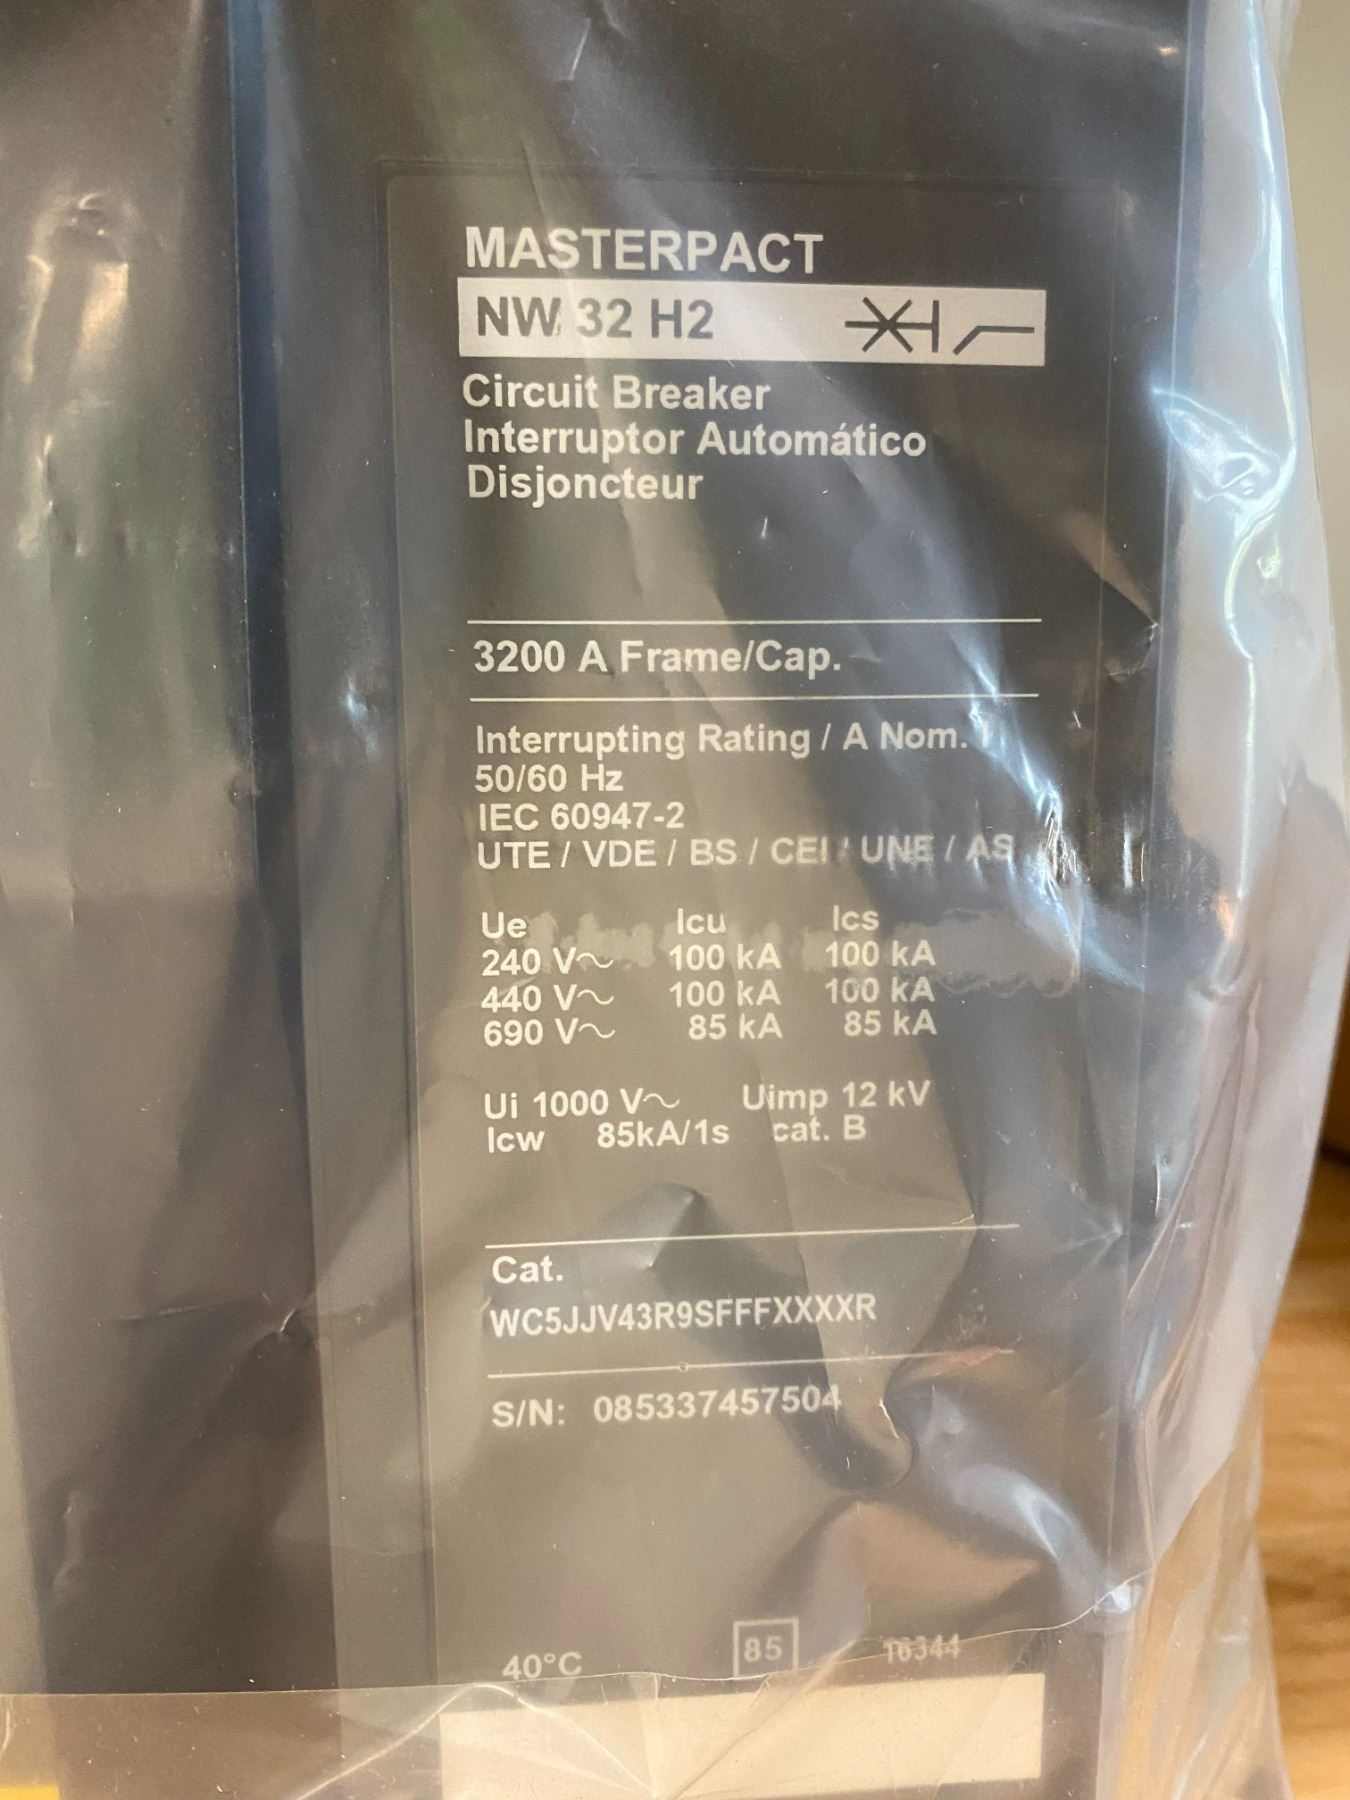 MASTERPACT
NW 32 H2
Circuit Breaker
Interruptor Automático
Disjoncteur
3200 A Frame/Cap.
Interrupting Rating / A Nom. I
50/60 Hz
IEC 60947-2
UTE / VDE / BS / CEI / UNE / AS
Ue Icu Ics
240 V~ 100 kA 100 kA
440 V~ 100 kA 100 kA
690 V~ 85 kA 85 kA
Ui 1000 V~ Uimp 12 kV
Icw 85kA/1s cat. B
Cat.
WC5JJV43R9SFFFXXXXR
S/N: 085337457504
40°C 85 16344